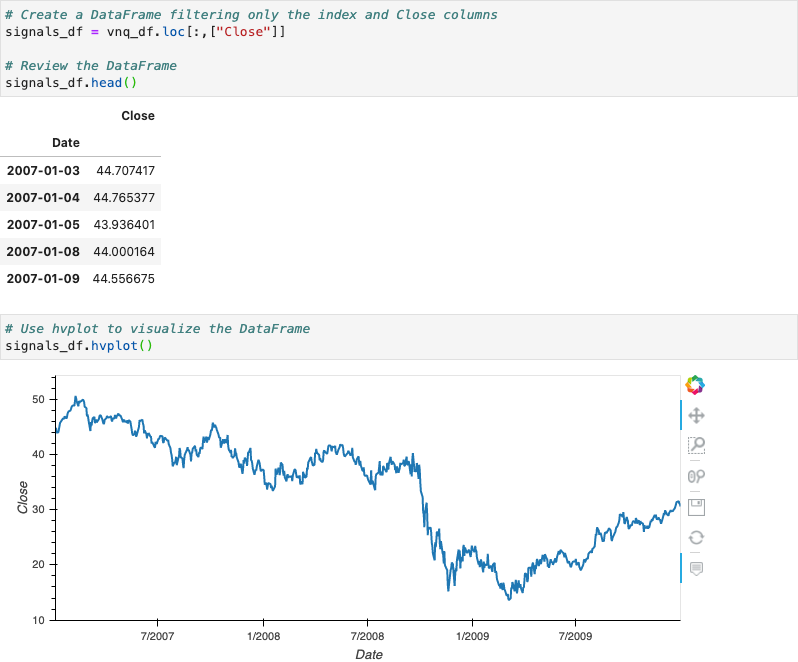 # Create a DataFrame filtering only the index and Close columns
signals_df = vnq_df.loc[:,["Close"]]
# Review the DataFrame
signals_df.head()
Close
Date
2007-01-03 44.707417
2007-01-04 44.765377
2007-01-05 43.936401
2007-01-08 44.000164
2007-01-09 44.556675
# Use hvplot to visualize the DataFrame
signals_df.hvplot()
50
40
30
20
10
Close
7/2007 1/2008 7/2008 1/2009 7/2009
Date